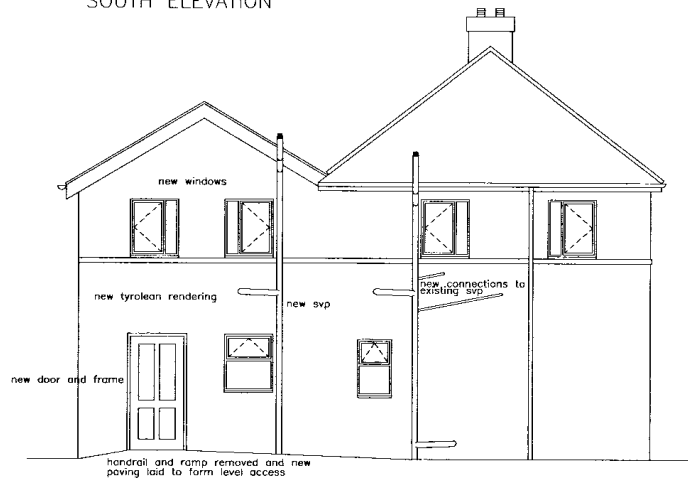 SOUTH ELEVATION
new windows
new tyrolean rendering
new svp
new connections to
existing svp
new door and frame
handrail and ramp removed and new
paving laid to form level access